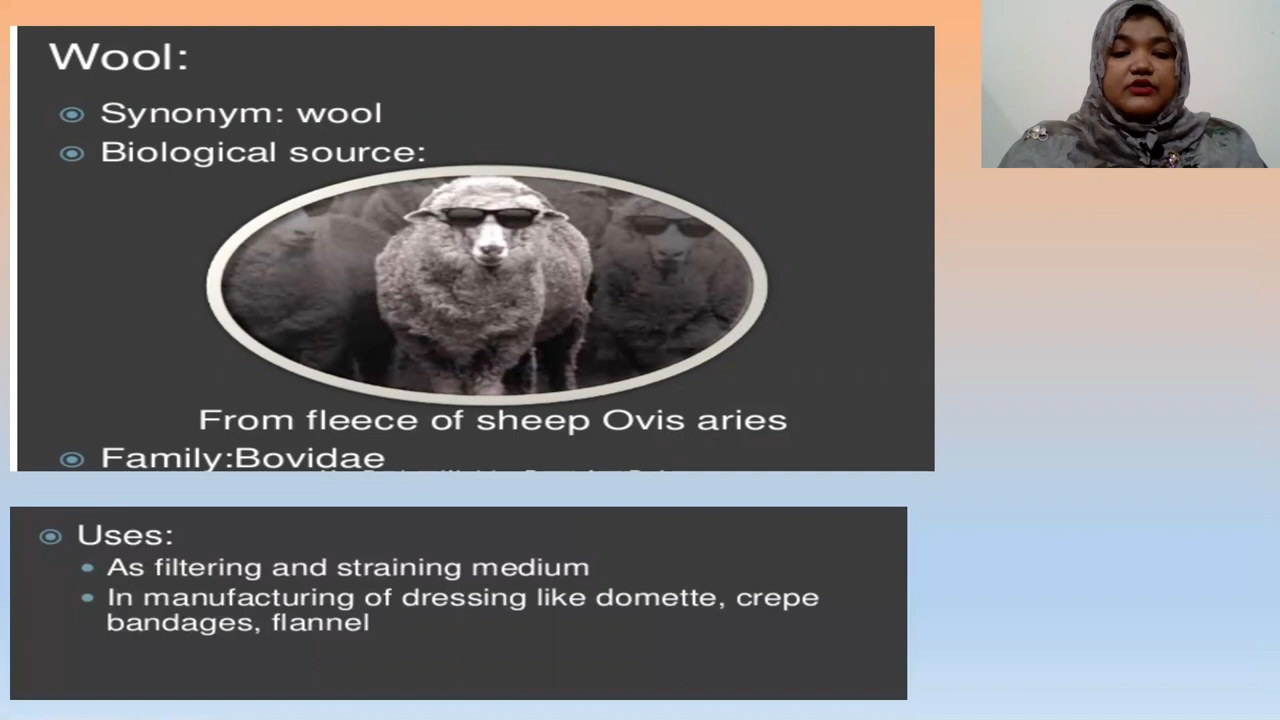 Wool:
Synonym: wool
Biological source:
From fleece of sheep Ovis aries
Family:Bovidae
Uses:
As filtering and straining medium
In manufacturing of dressing like domette, crepe
bandages, flannel